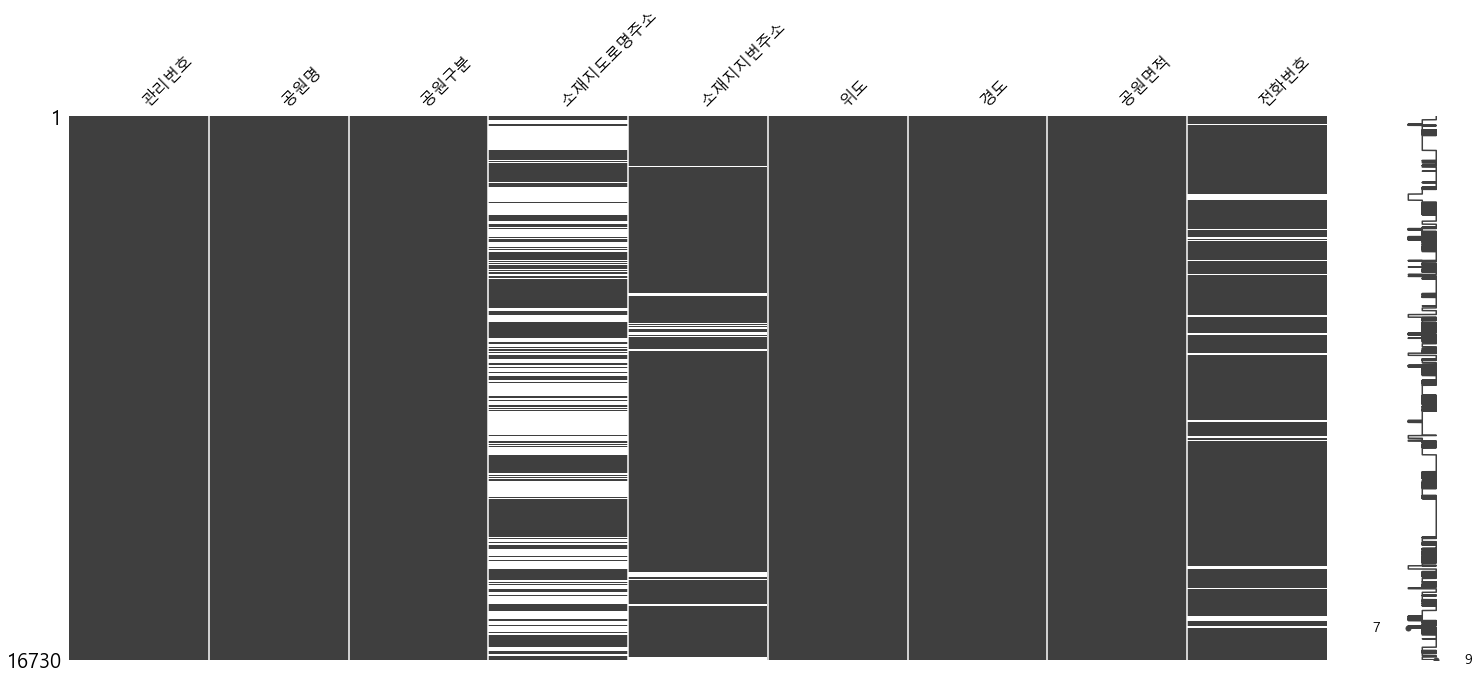 관리번호
공원명
공원구분
소재지도로명주소
소재지지번주소
위도
경도
공원면적
전화번호
1
7
16730
9